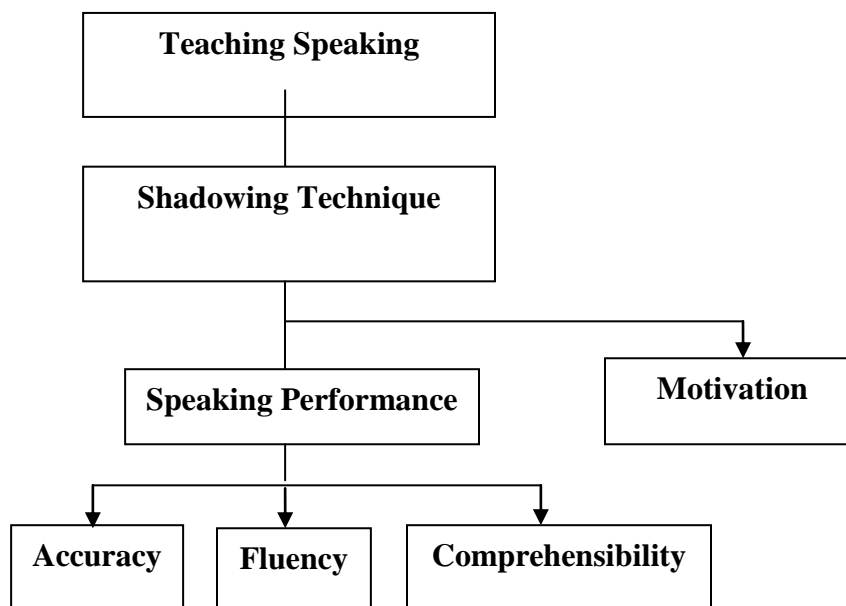 Teaching Speaking
Shadowing Technique
Speaking Performance
Motivation
Accuracy
Fluency
Comprehensibility